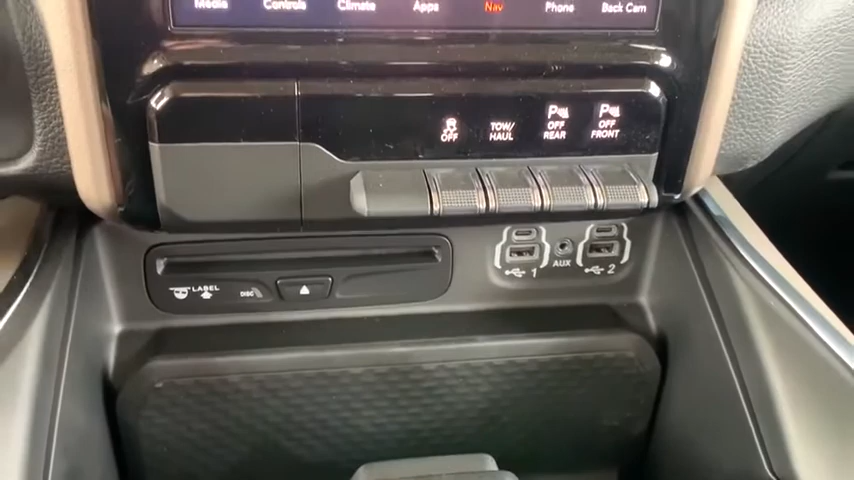 Media Controls Climate Apps Nav Phone Back Cam
OFF TOW/HAUL OFF REAR OFF FRONT
LABEL DISC
1 AUX 2